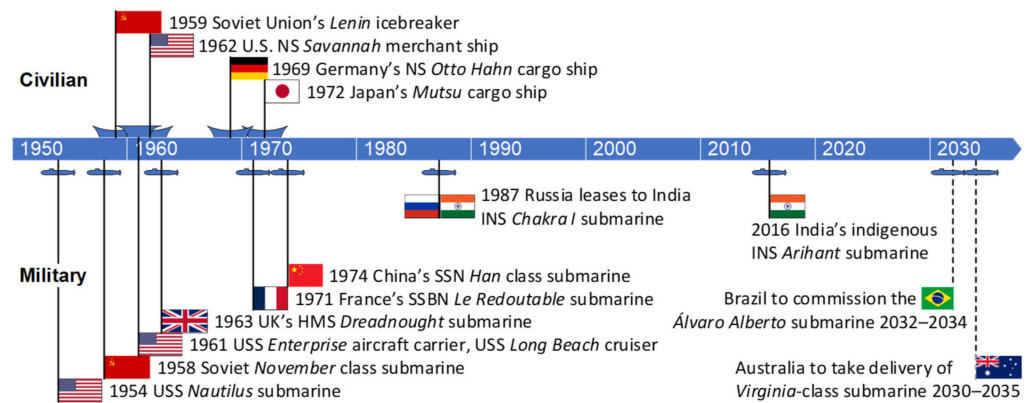 1959 Soviet Union’s Lenin icebreaker
1962 U.S. NS Savannah merchant ship
Civilian
1969 Germany’s NS Otto Hahn cargo ship
1972 Japan’s Mutsu cargo ship
1950 1960 1970 1980 1990 2000 2010 2020 2030
1987 Russia leases to India
INS Chakra I submarine
2016 India’s indigenous
INS Arihant submarine
Military
1974 China’s SSN Han class submarine
1971 France’s SSBN Le Redoutable submarine
Brazil to commission the
Álvaro Alberto submarine 2032–2034
1963 UK’s HMS Dreadnought submarine
1961 USS Enterprise aircraft carrier, USS Long Beach cruiser
1958 Soviet November class submarine
1954 USS Nautilus submarine
Australia to take delivery of
Virginia-class submarine 2030–2035